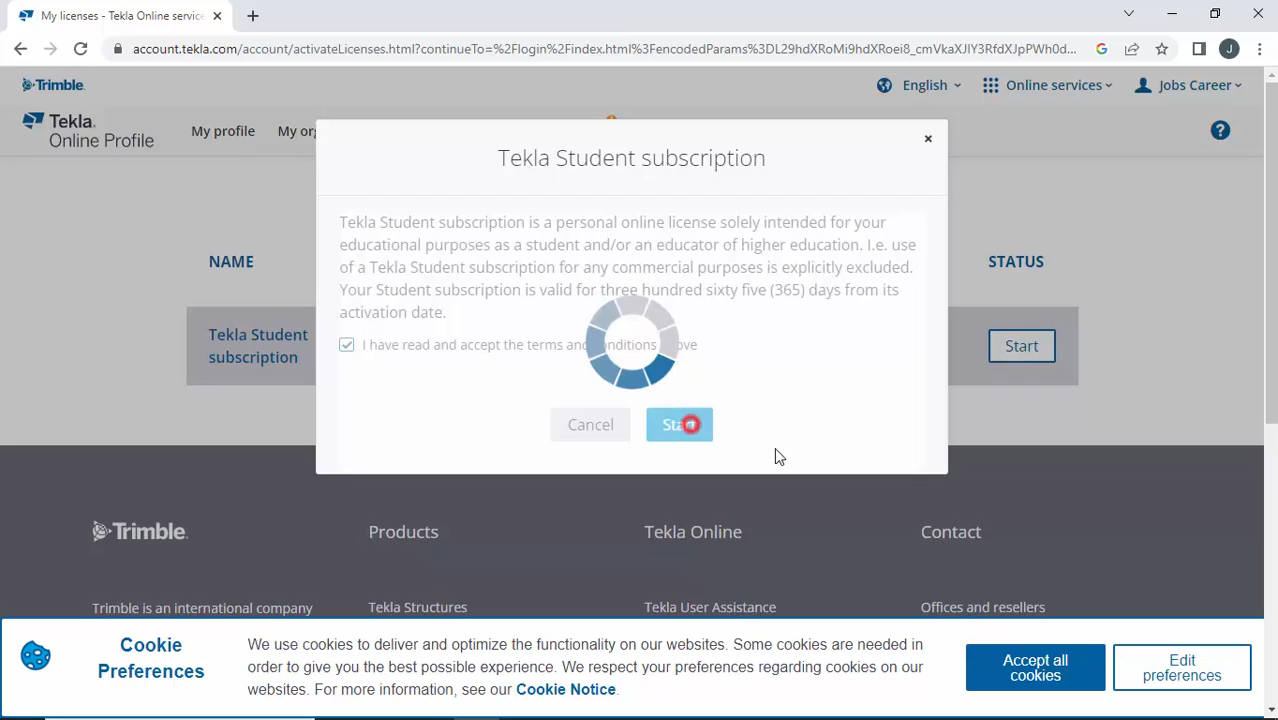 My licenses - Tekla Online service
account.tekla.com/account/activateLicenses.html?continueTo=%2Flogin%2Findex.html%3FencodedParams%3DL29hdXRoMi9hdXRoei8_cmVkaXJlY3RfdXJpPWh0d...
J
Trimble.
English
Online services
Jobs Career
Tekla.
Online Profile
My profile
My or
?
Tekla Student subscription
×
Tekla Student subscription is a personal online license solely intended for your
educational purposes as a student and/or an educator of higher education. I.e. use
of a Tekla Student subscription for any commercial purposes is explicitly excluded.
Your Student subscription is valid for three hundred sixty five (365) days from its
activation date.
I have read and accept the terms and conditions above
Cancel
Start
NAME
STATUS
Tekla Student
subscription
Start
Trimble.
Products
Tekla Online
Contact
Trimble is an international company
Tekla Structures
Tekla User Assistance
Offices and resellers
Cookie
Preferences
We use cookies to deliver and optimize the functionality on our websites. Some cookies are needed in
order to give you the best possible experience. We respect your preferences regarding cookies on our
websites. For more information, see our Cookie Notice.
Accept all
cookies
Edit
preferences